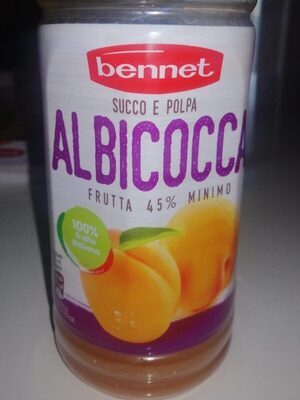 bennet
SUCCO E POLPA
ALBICOCCA
FRUTTA 45% MINIMO
100%
frutta
italiana